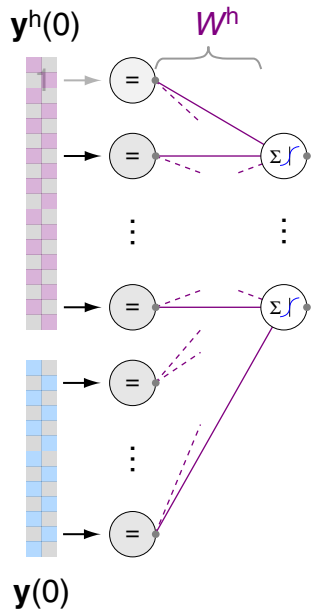 yʰ(0) Wʰ
1 =
= Σ
⋮ ⋮
= Σ
=
⋮
=
y(0)